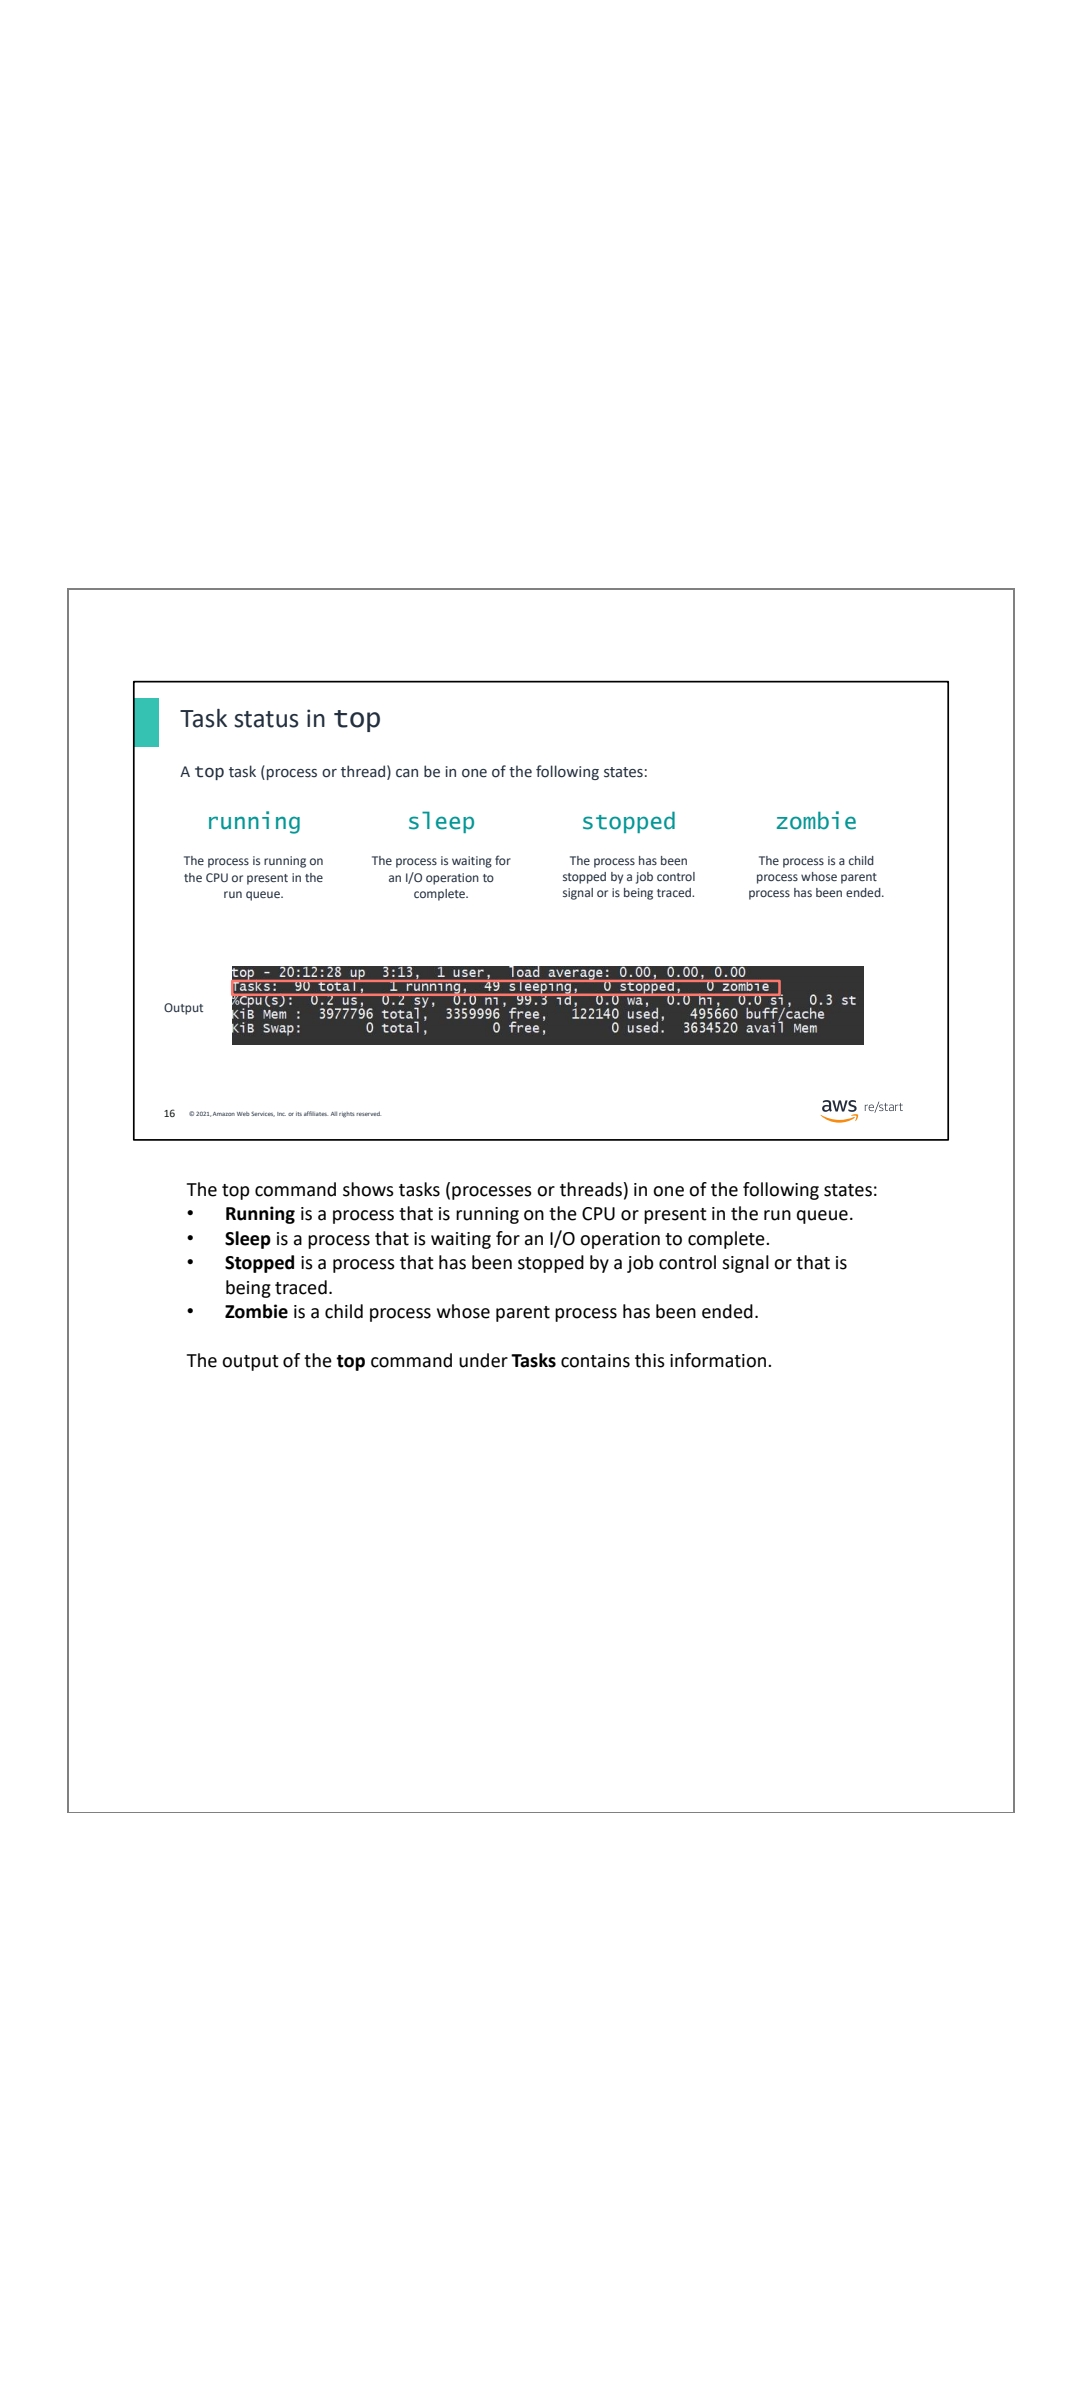 Task status in top
A top task (process or thread) can be in one of the following states:
running
The process is running on
the CPU or present in the
run queue.
sleep
The process is waiting for
an I/O operation to
complete.
stopped
The process has been
stopped by a job control
signal or is being traced.
zombie
The process is a child
process whose parent
process has been ended.
Output
top - 20:12:28 up  3:13,  1 user,  load average: 0.00, 0.00, 0.00
Tasks:  90 total,   1 running,  49 sleeping,   0 stopped,   0 zombie
%Cpu(s):  0.2 us,  0.2 sy,  0.0 ni, 99.3 id,  0.0 wa,  0.0 hi,  0.0 si,  0.3 st
KiB Mem :  3977796 total,  3359996 free,   122140 used,   495660 buff/cache
KiB Swap:        0 total,        0 free,        0 used.  3634520 avail Mem
16 © 2021, Amazon Web Services, Inc. or its affiliates. All rights reserved.
aws re/start
The top command shows tasks (processes or threads) in one of the following states:
• Running is a process that is running on the CPU or present in the run queue.
• Sleep is a process that is waiting for an I/O operation to complete.
• Stopped is a process that has been stopped by a job control signal or that is
being traced.
• Zombie is a child process whose parent process has been ended.
The output of the top command under Tasks contains this information.